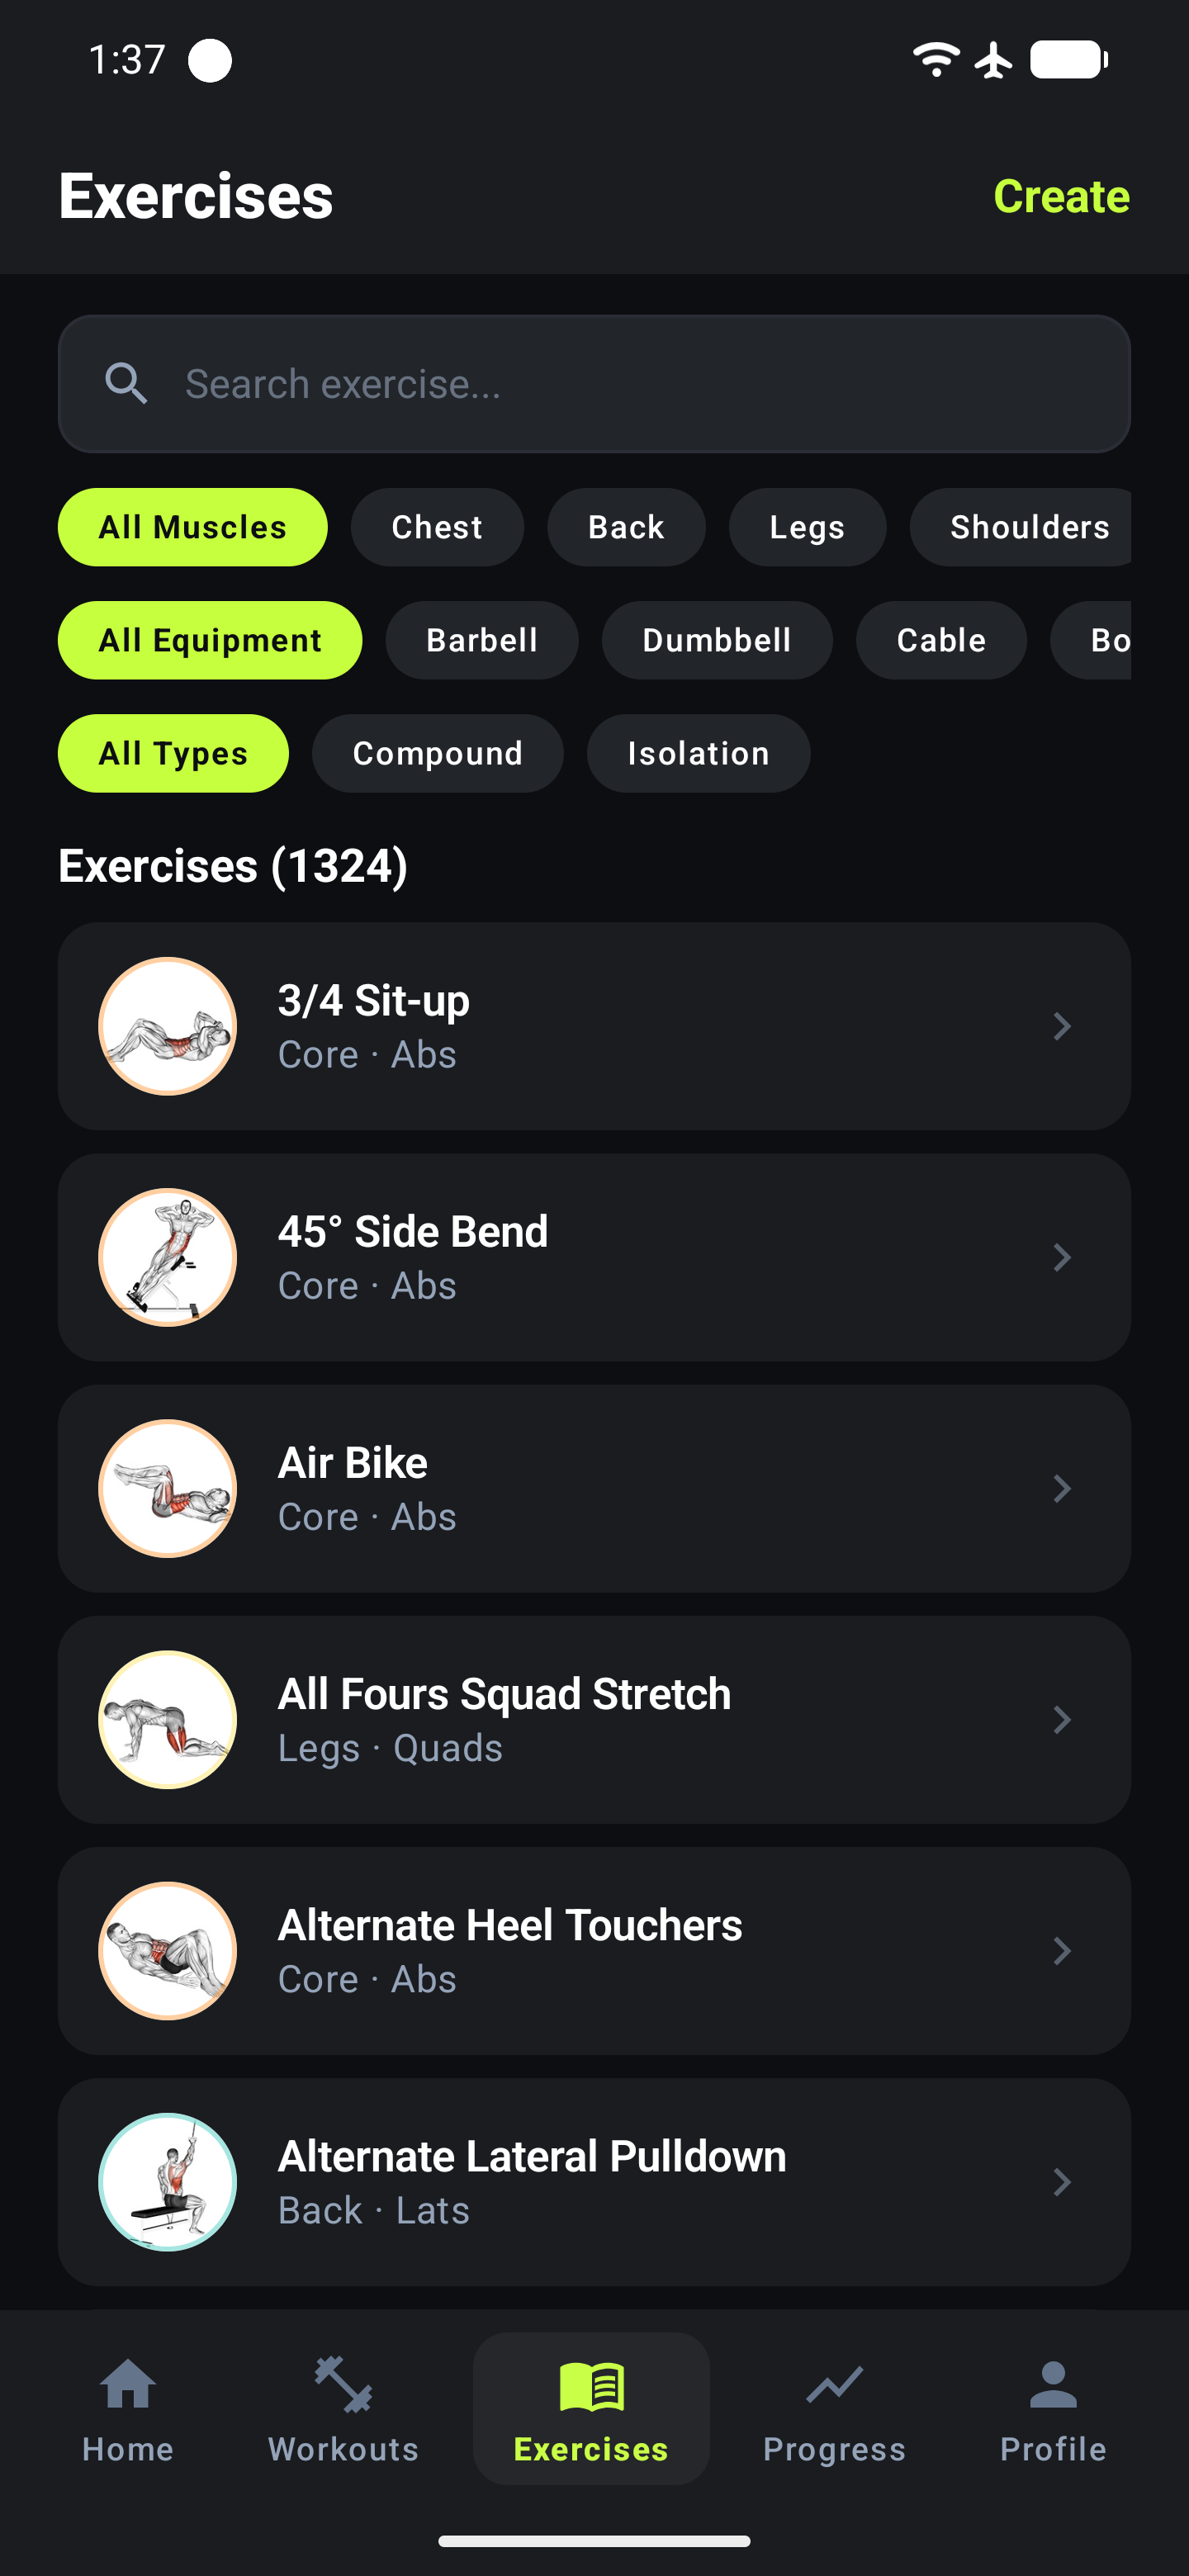 1:37
Exercises
Create
Search exercise...
All Muscles Chest Back Legs Shoulders
All Equipment Barbell Dumbbell Cable Bo
All Types Compound Isolation
Exercises (1324)
3/4 Sit-up
Core · Abs
45° Side Bend
Core · Abs
Air Bike
Core · Abs
All Fours Squad Stretch
Legs · Quads
Alternate Heel Touchers
Core · Abs
Alternate Lateral Pulldown
Back · Lats
Home Workouts Exercises Progress Profile